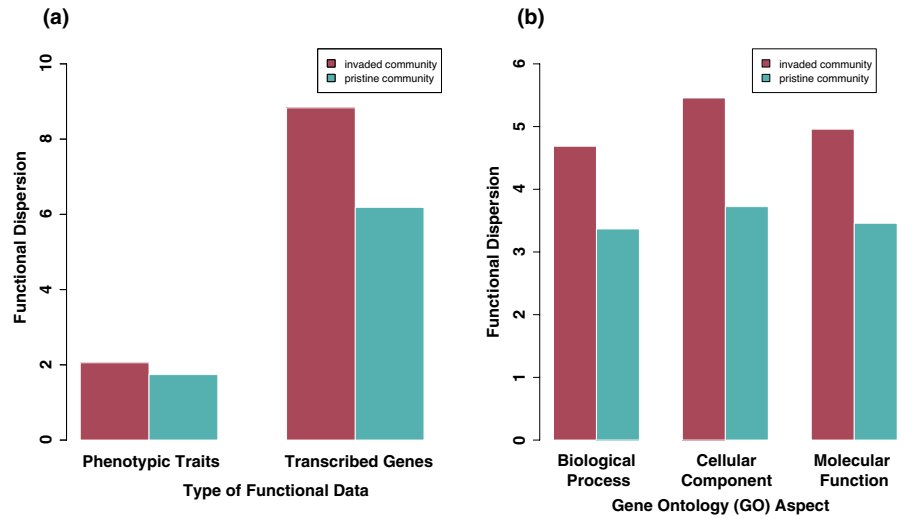 (a)
invaded community
pristine community
Functional Dispersion
10
8
6
4
2
0
Phenotypic Traits
Transcribed Genes
Type of Functional Data
(b)
invaded community
pristine community
Functional Dispersion
6
5
4
3
2
1
0
Biological
Process
Cellular
Component
Molecular
Function
Gene Ontology (GO) Aspect